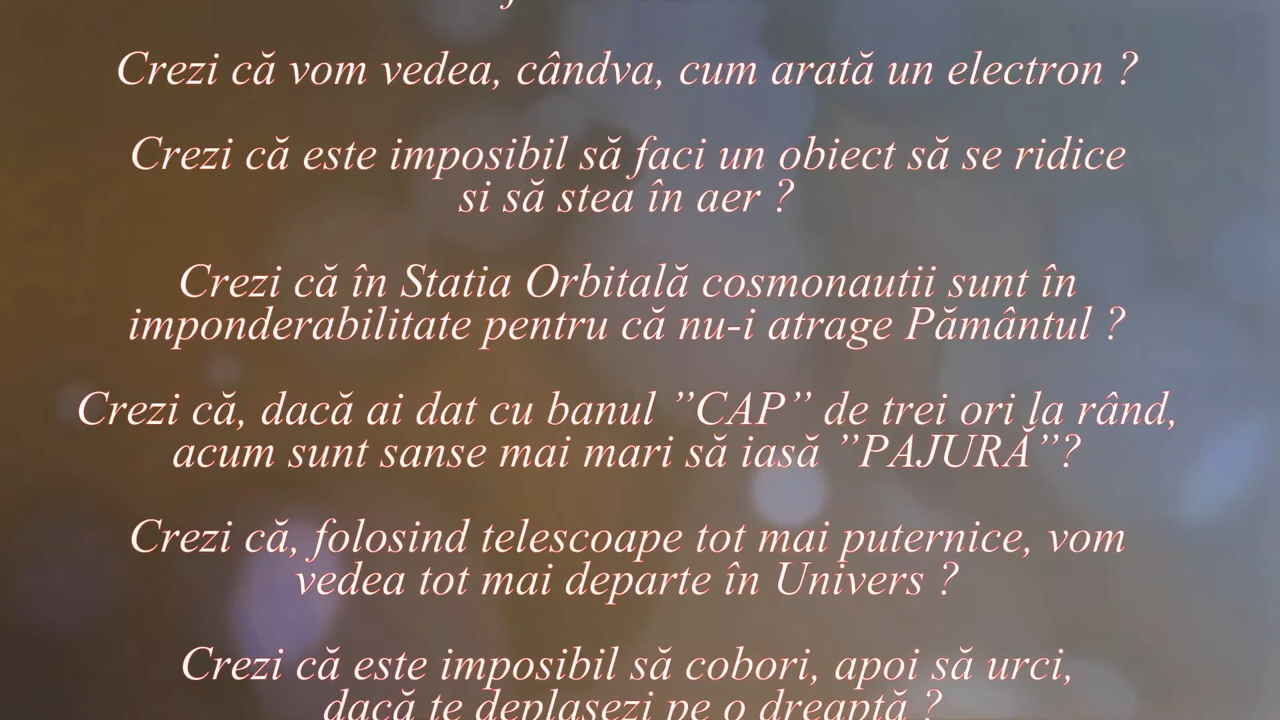 Crezi că vom vedea, cândva, cum arată un electron ?
Crezi că este imposibil să faci un obiect să se ridice
si să stea în aer ?
Crezi că în Statia Orbitală cosmonautii sunt în
imponderabilitate pentru că nu-i atrage Pământul ?
Crezi că, dacă ai dat cu banul ”CAP” de trei ori la rând,
acum sunt sanse mai mari să iasă ”PAJURĂ”?
Crezi că, folosind telescoape tot mai puternice, vom
vedea tot mai departe în Univers ?
Crezi că este imposibil să cobori, apoi să urci,
dacă te deplasezi pe o dreaptă ?